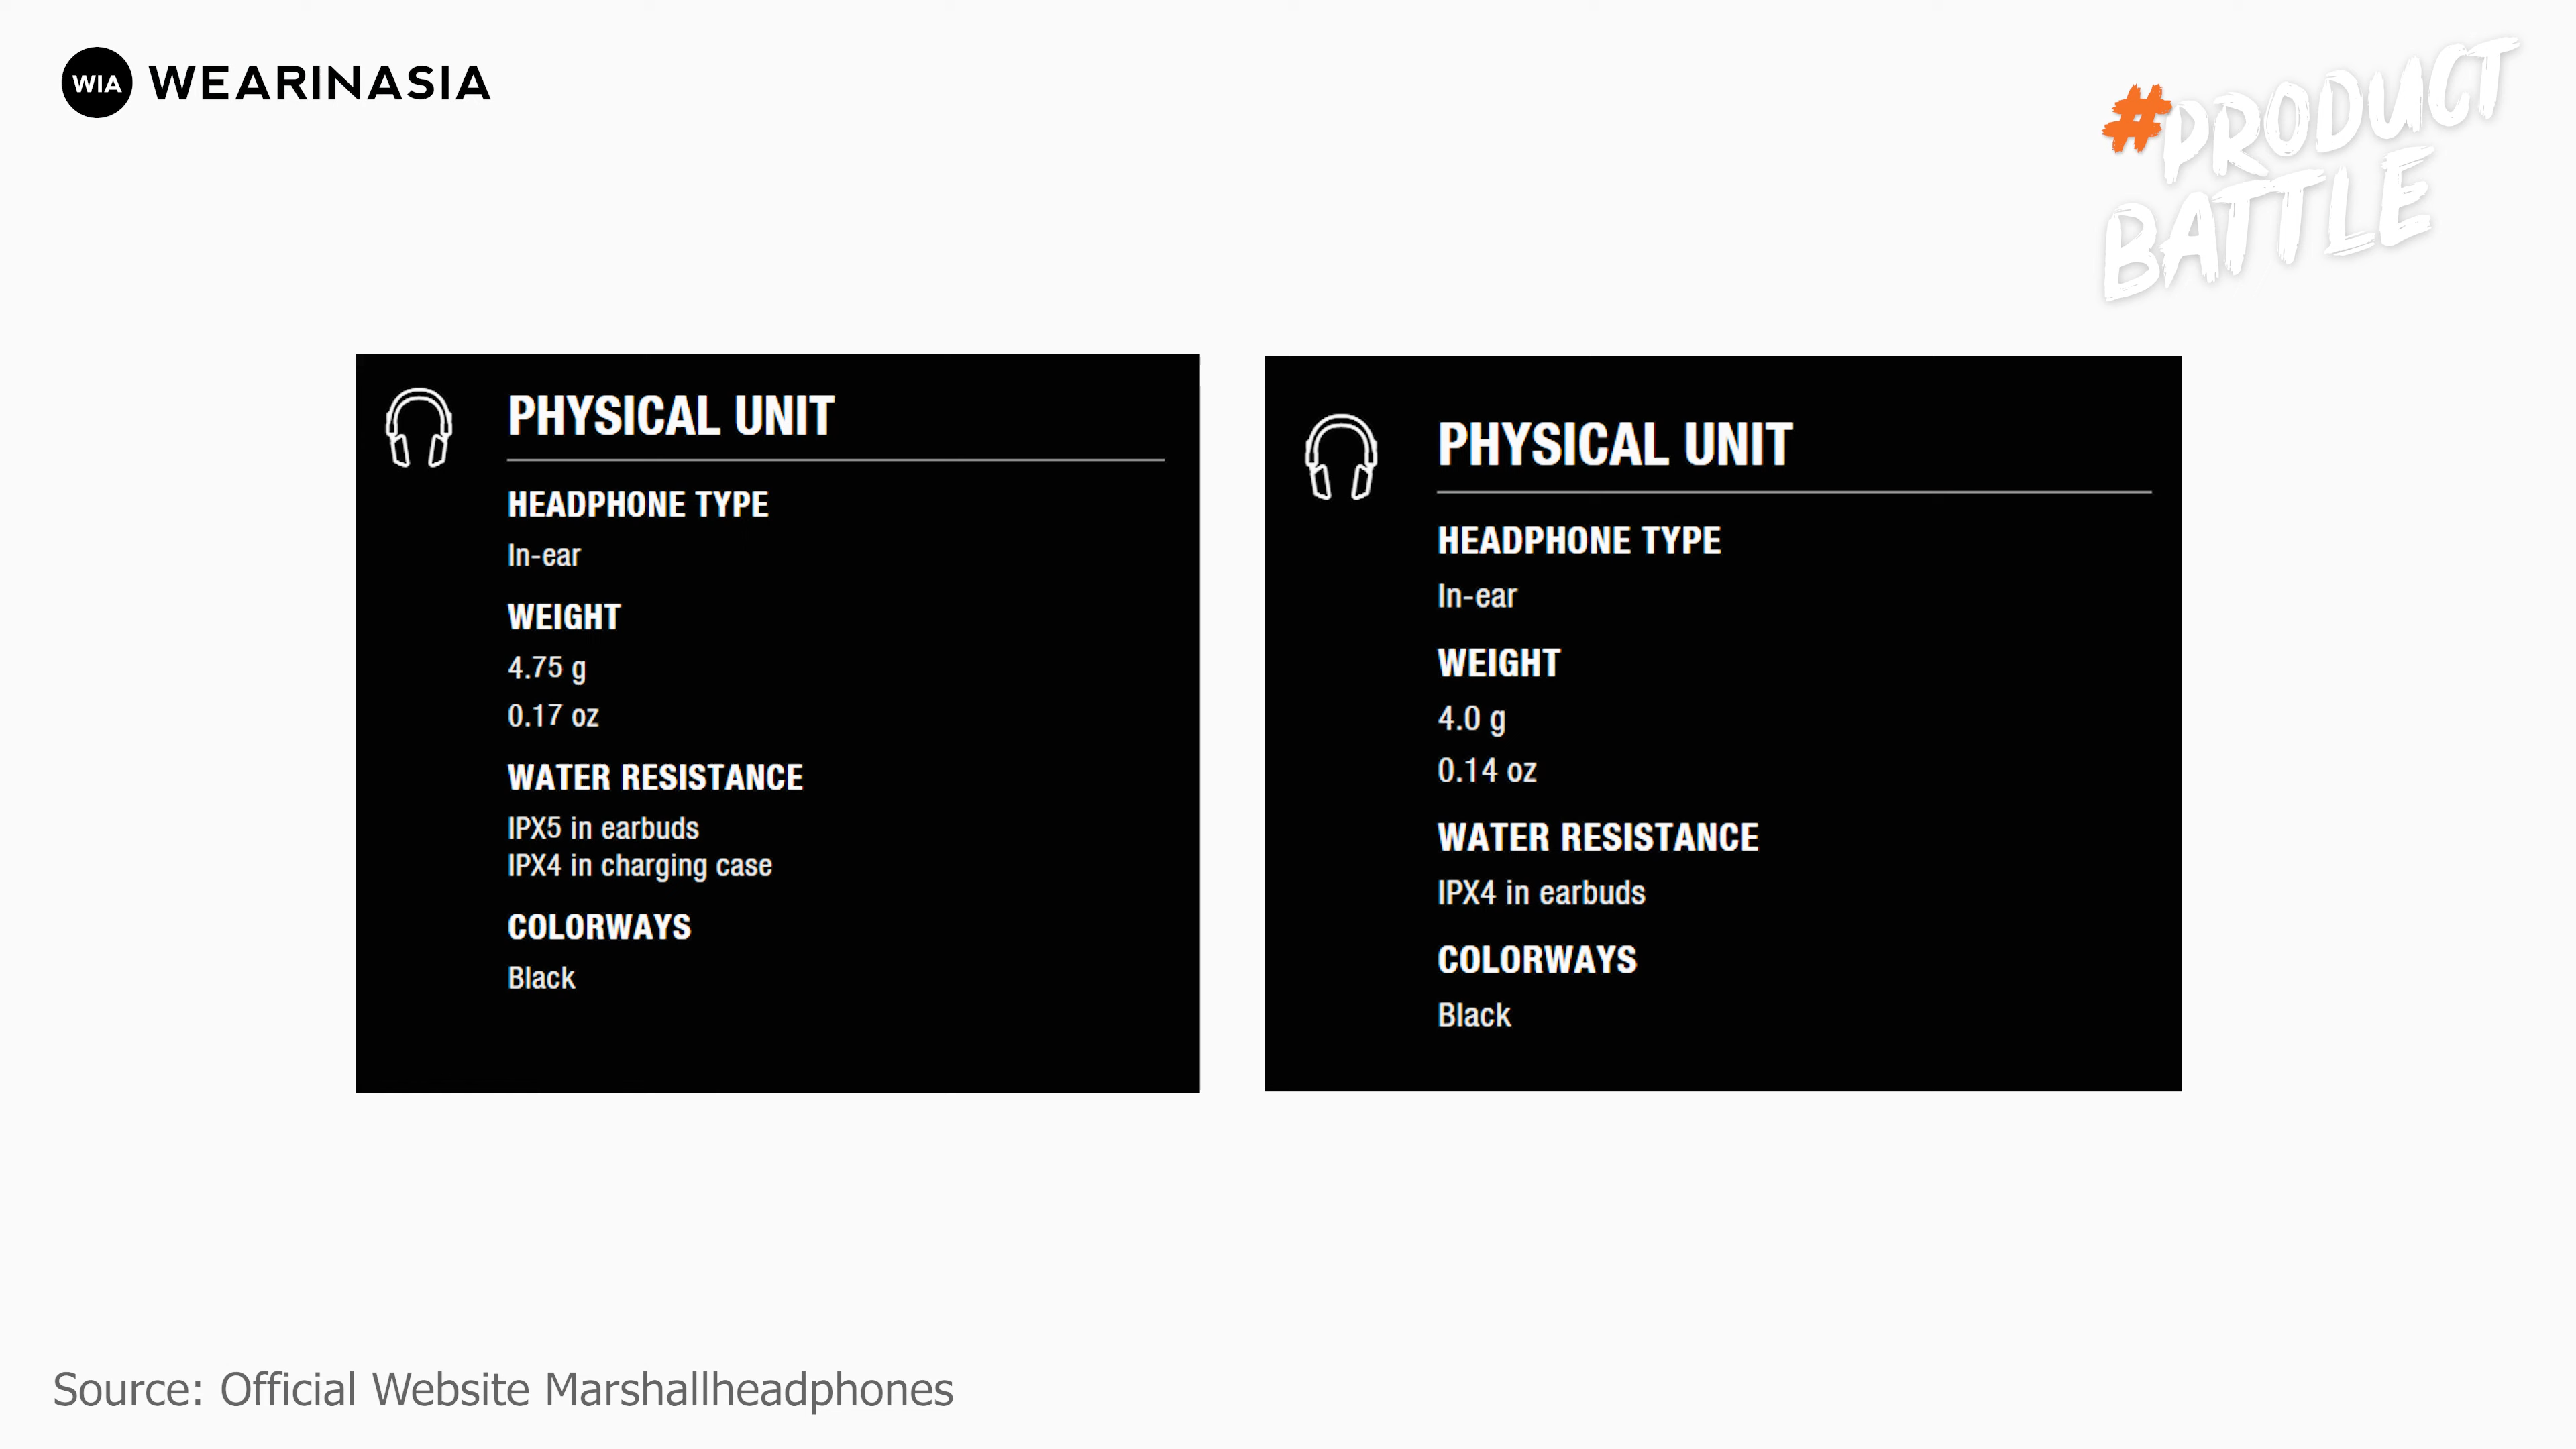 WIA WEARINASIA
#PRODUCT
BATTLE
PHYSICAL UNIT
HEADPHONE TYPE
In-ear
WEIGHT
4.75 g
0.17 oz
WATER RESISTANCE
IPX5 in earbuds
IPX4 in charging case
COLORWAYS
Black
PHYSICAL UNIT
HEADPHONE TYPE
In-ear
WEIGHT
4.0 g
0.14 oz
WATER RESISTANCE
IPX4 in earbuds
COLORWAYS
Black
Source: Official Website Marshallheadphones